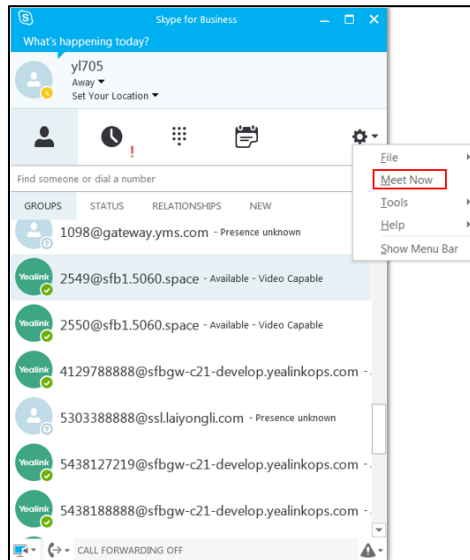 Skype for Business
What's happening today?
yl705
Away
Set Your Location
!
File
Meet Now
Tools
Help
Show Menu Bar
Find someone or dial a number
GROUPS STATUS RELATIONSHIPS NEW
1098@gateway.yms.com - Presence unknown
Yealink 2549@sfb1.5060.space - Available - Video Capable
Yealink 2550@sfb1.5060.space - Available - Video Capable
Yealink 4129788888@sfbgw-c21-develop.yealinkops.com -
5303388888@ssl.laiyongli.com - Presence unknown
Yealink 5438127219@sfbgw-c21-develop.yealinkops.com -
Yealink 5438188888@sfbgw-c21-develop.yealinkops.com -
CALL FORWARDING OFF